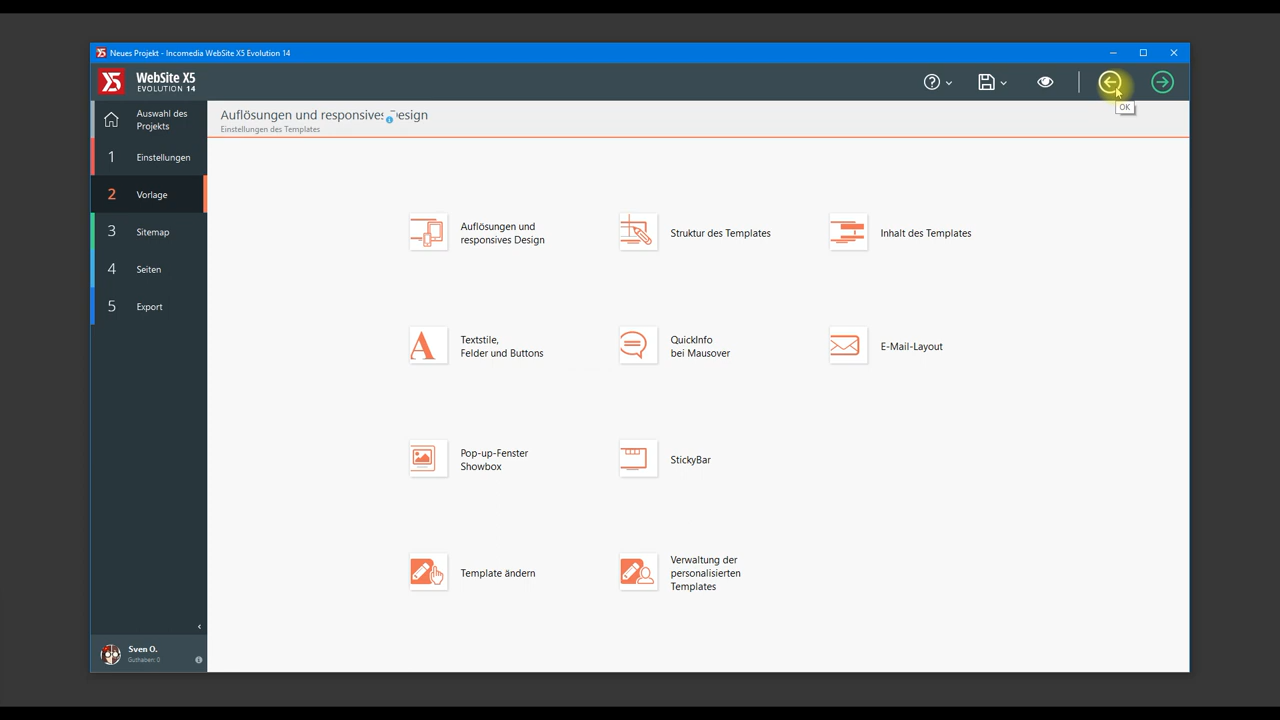 Neues Projekt - Incomedia WebSite X5 Evolution 14
X5
WebSite X5
EVOLUTION 14
OK
Auswahl des
Projekts
1 Einstellungen
2 Vorlage
3 Sitemap
4 Seiten
5 Export
Auflösungen und responsives Design
Einstellungen des Templates
Auflösungen und
responsives Design
Struktur des Templates
Inhalt des Templates
Textstile,
Felder und Buttons
QuickInfo
bei Mausover
E-Mail-Layout
Pop-up-Fenster
Showbox
StickyBar
Template ändern
Verwaltung der
personalisierten
Templates
Sven O.
Guthaben: 0